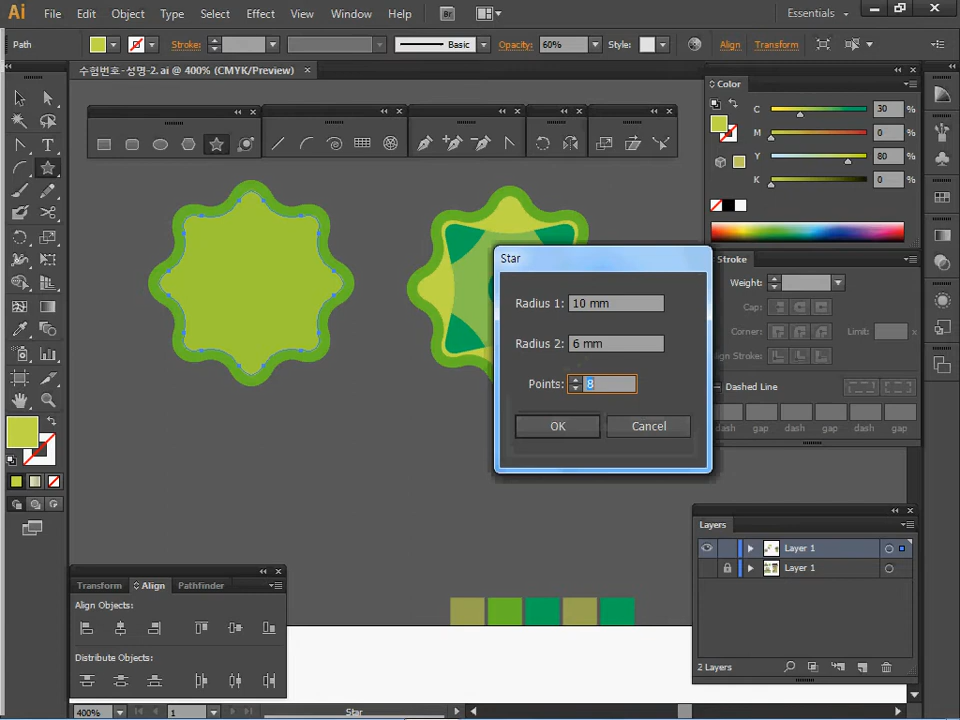 Ai File Edit Object Type Select Effect View Window Help Br Essentials
Path Stroke: Basic Opacity: 60% Style: Align Transform
수험번호-성명-2.ai @ 400% (CMYK/Preview)
Color
C 30 %
M 0 %
Y 80 %
K 0 %
Star
Radius 1: 10 mm
Radius 2: 6 mm
Points: 8
OK Cancel
Stroke
Weight:
Cap:
Corner: Limit: x
Align Stroke:
Dashed Line
dash gap dash gap dash gap
Layers
Layer 1
Layer 1
2 Layers
Transform Align Pathfinder
Align Objects:
Distribute Objects:
400% 1 Star